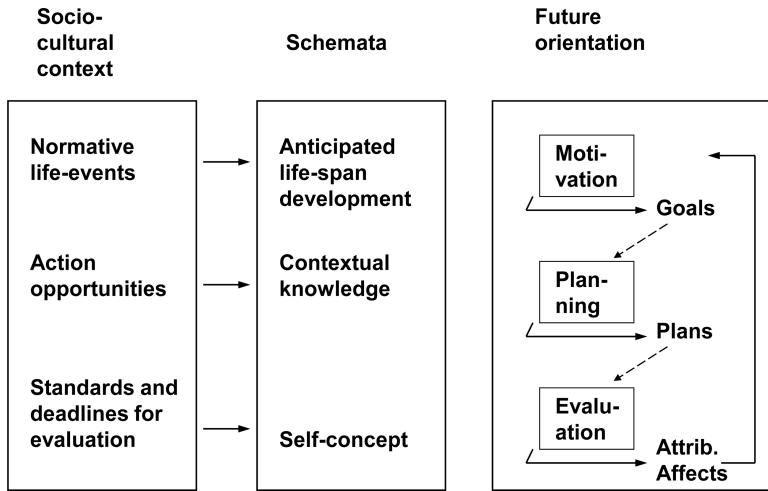 Socio-
cultural
context
Schemata
Future
orientation
Normative
life-events
Anticipated
life-span
development
Moti-
vation
Goals
Action
opportunities
Contextual
knowledge
Plan-
ning
Plans
Standards and
deadlines for
evaluation
Self-concept
Evalu-
ation
Attrib.
Affects